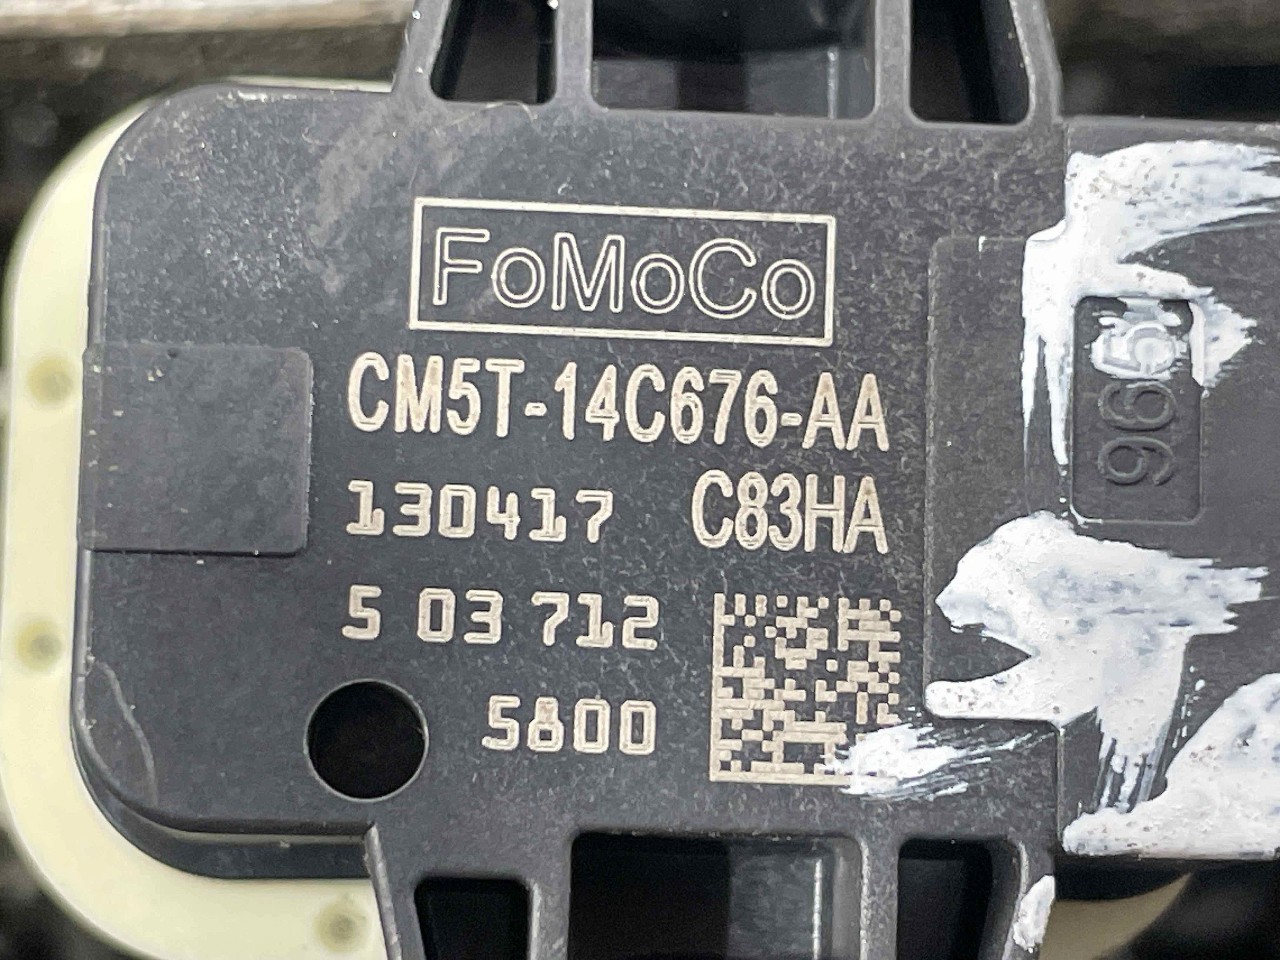 FoMoCo
CM5T-14C676-AA
130417 C83HA
5 03 712
5800
965